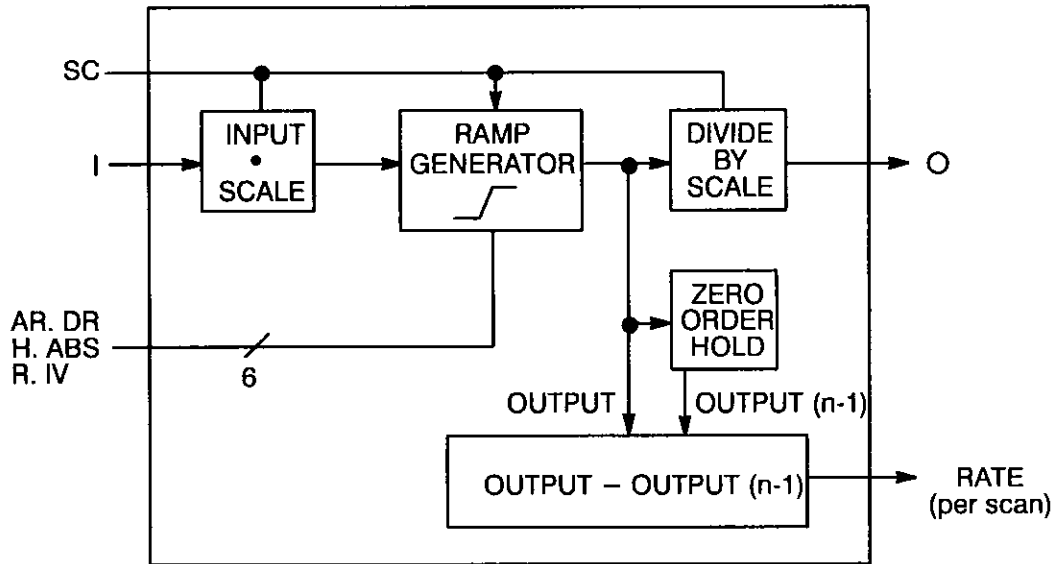 SC
I
INPUT
•
SCALE
RAMP
GENERATOR
DIVIDE
BY
SCALE
O
AR. DR
H. ABS
R. IV
6
ZERO
ORDER
HOLD
OUTPUT
OUTPUT (n-1)
OUTPUT – OUTPUT (n-1)
RATE
(per scan)